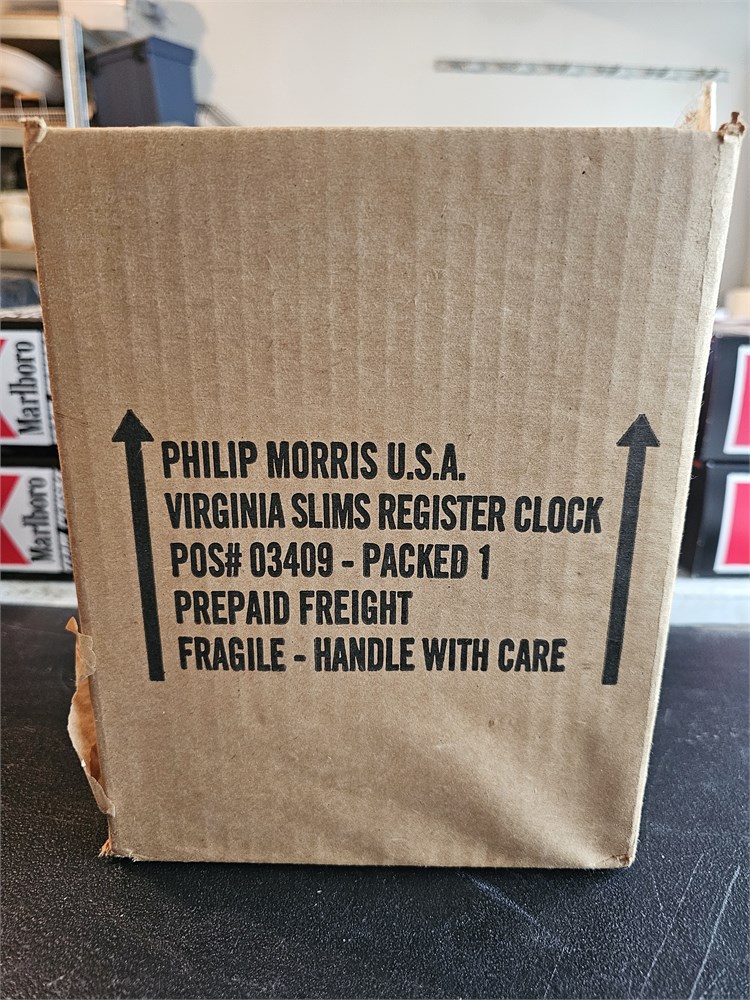 PHILIP MORRIS U.S.A.
VIRGINIA SLIMS REGISTER CLOCK
POS# 03409 - PACKED 1
PREPAID FREIGHT
FRAGILE - HANDLE WITH CARE
Marlboro
Marlboro